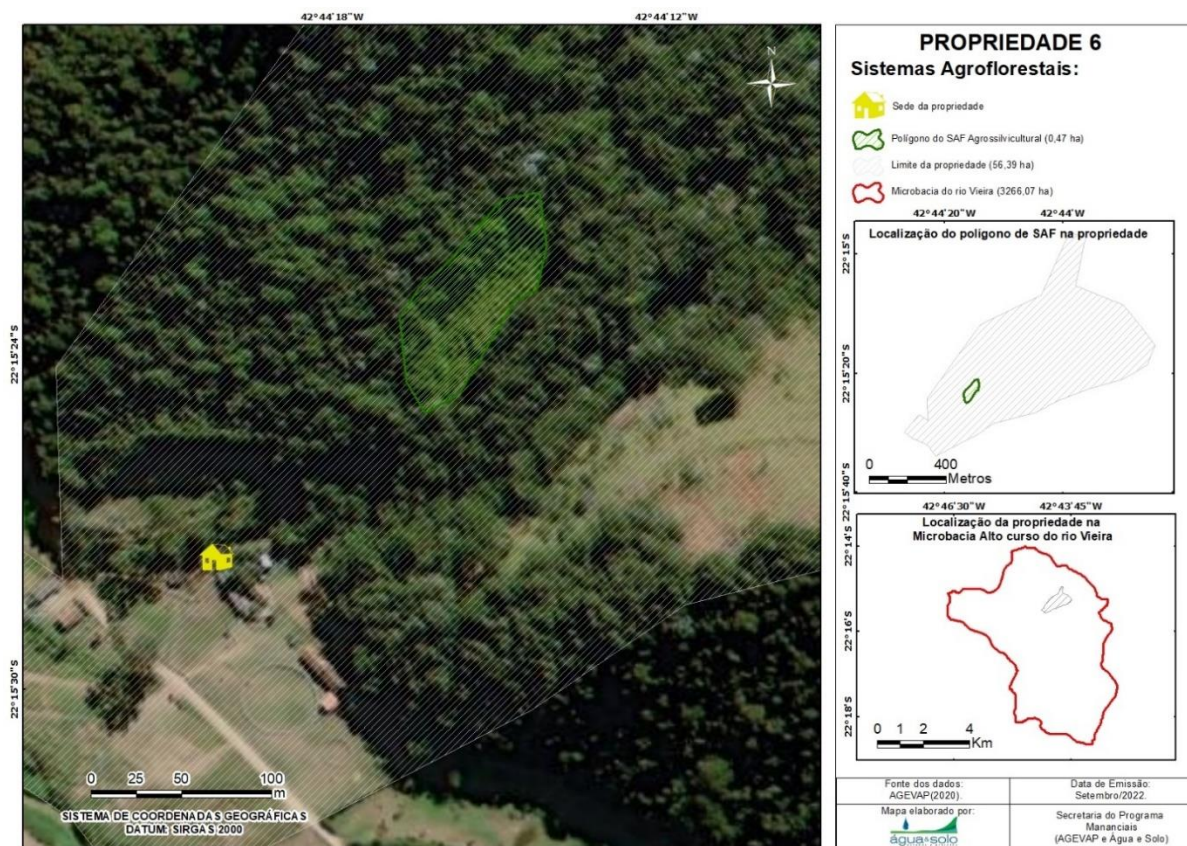 42°44'18"W
42°44'12"W
22°15'24"S
22°15'30"S
N
0 25 50 100
m
SISTEMA DE COORDENADAS GEOGRÁFICAS
DATUM: SIRGAS 2000
PROPRIEDADE 6
Sistemas Agroflorestais:
Sede da propriedade
Polígono do SAF Agrossilvicultural (0,47 ha)
Limite da propriedade (56,39 ha)
Microbacia do rio Vieira (3266,07 ha)
42°44'20"W
42°44'W
Localização do polígono de SAF na propriedade
22°15'S
22°15'20"S
22°15'40"S
0 400
Metros
42°46'30"W
42°43'45"W
Localização da propriedade na
Microbacia Alto curso do rio Vieira
22°14'S
22°16'S
22°18'S
0 1 2 4
Km
Fonte dos dados:
AGEVAP(2020).
Data de Emissão:
Setembro/2022.
Mapa elaborado por:
água&solo
Secretaria do Programa
Mananciais
(AGEVAP e Água e Solo)